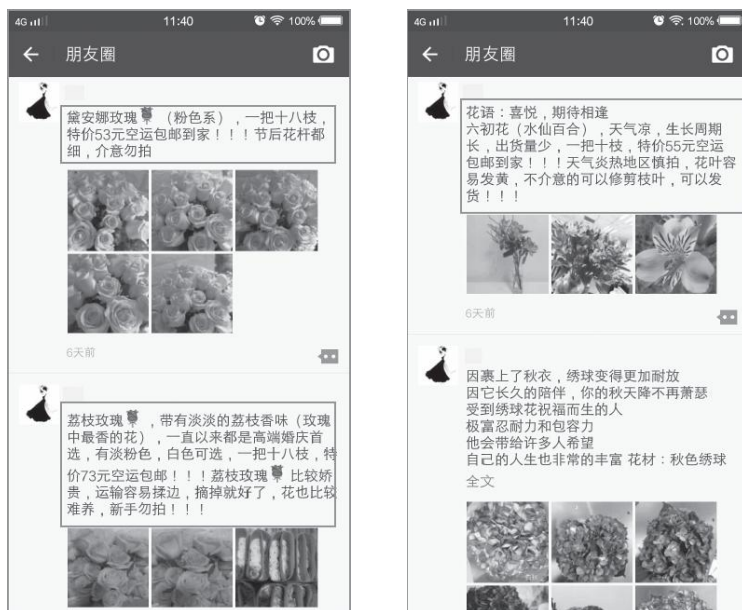 4G 11:40 100%
朋友圈
黛安娜玫瑰🌹（粉色系），一把十八枝，
特价53元空运包邮到家！！！节后花杆都
细，介意勿拍
6天前
荔枝玫瑰🌹，带有淡淡的荔枝香味（玫瑰
中最香的花），一直以来都是高端婚庆首
选，有淡粉色，白色可选，一把十八枝，特
价73元空运包邮！！！荔枝玫瑰🌹比较娇
贵，运输容易揉边，摘掉就好了，花也比较
难养，新手勿拍！！！
4G 11:40 100%
朋友圈
花语：喜悦，期待相逢
六初花（水仙百合），天气凉，生长周期
长，出货量少，一把十枝，特价55元空运
包邮到家！！！天气炎热地区慎拍，花叶容
易发黄，不介意的可以修剪枝叶，可以发
货！！！
6天前
因裹上了秋衣，绣球变得更加耐放
因它长久的陪伴，你的秋天降不再萧瑟
受到绣球花祝福而生的人
极富忍耐力和包容力
他会带给许多人希望
自己的人生也非常的丰富 花材：秋色绣球
全文